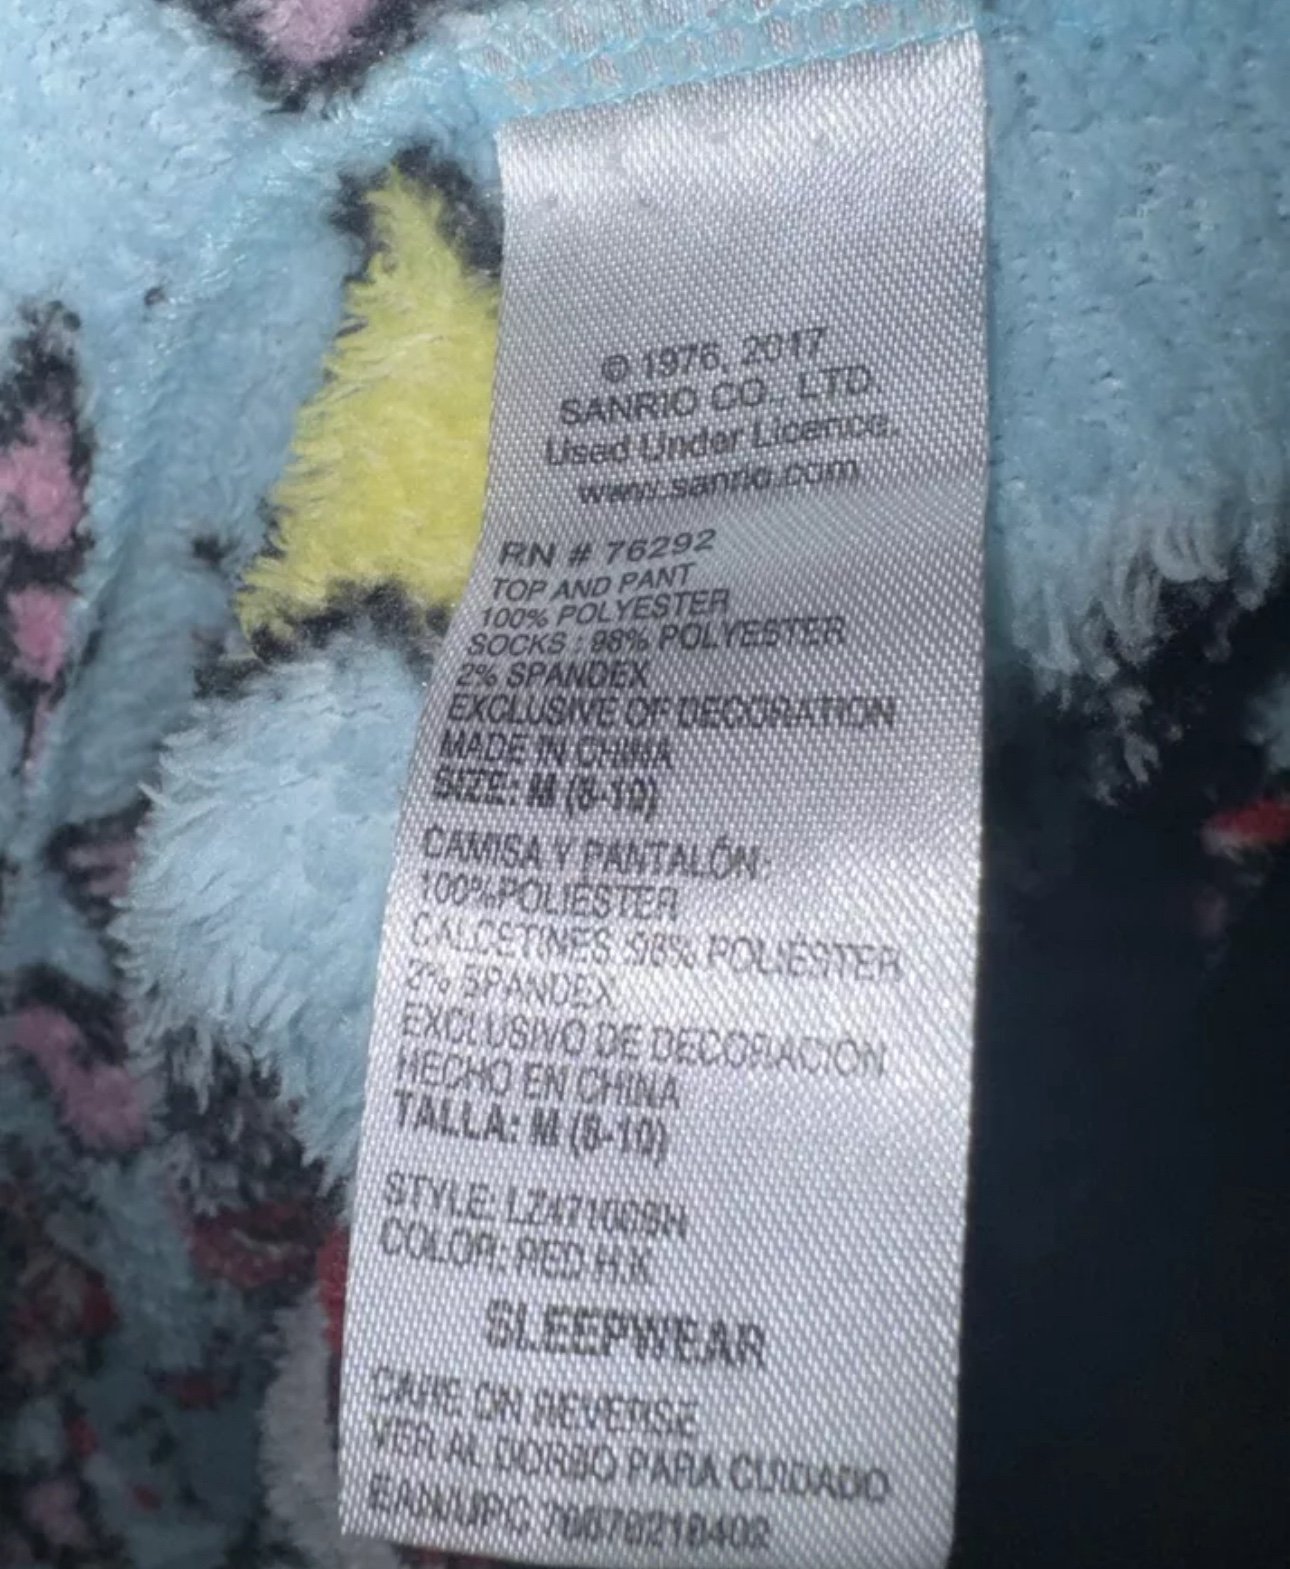 © 1976, 2017
SANRIO CO., LTD.
Used Under Licence.
www.sanrio.com
RN # 76292
TOP AND PANT
100% POLYESTER
SOCKS : 98% POLYESTER
2% SPANDEX
EXCLUSIVE OF DECORATION
MADE IN CHINA
SIZE: M (8-10)
CAMISA Y PANTALÓN
100% POLIESTER
CALCETINES :98% POLIESTER
2% SPANDEX
EXCLUSIVO DE DECORACION
HECHO EN CHINA
TALLA: M (8-10)
STYLE:
COLOR: RED H.K
SLEEPWEAR
CARE ON REVERSE
VER AL DORSO PARA CUIDADO
EAN/UPC: